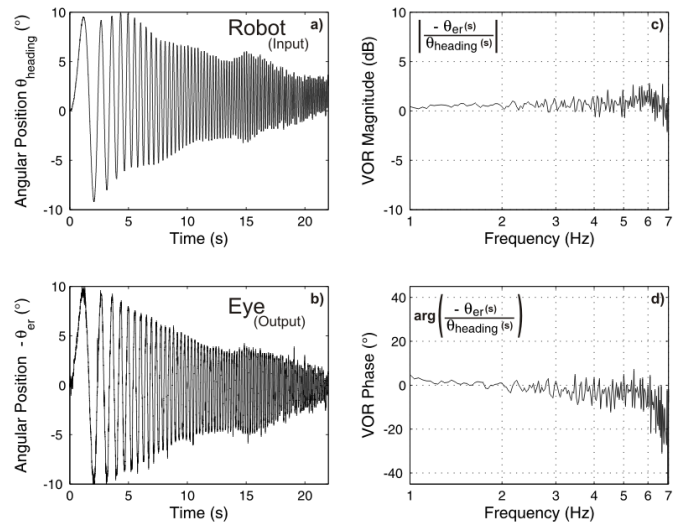 a)
Robot
(Input)
Angular Position θheading (°)
10
5
0
-5
-10
0 5 10 15 20
Time (s)
c)
| - θer(s) / θheading (s) |
VOR Magnitude (dB)
10
5
0
-5
-10
1 2 3 4 5 6 7
Frequency (Hz)
b)
Eye
(Output)
Angular Position - θer (°)
10
5
0
-5
-10
0 5 10 15 20
Time (s)
d)
arg( - θer(s) / θheading (s) )
VOR Phase (°)
40
20
0
-20
-40
1 2 3 4 5 6 7
Frequency (Hz)